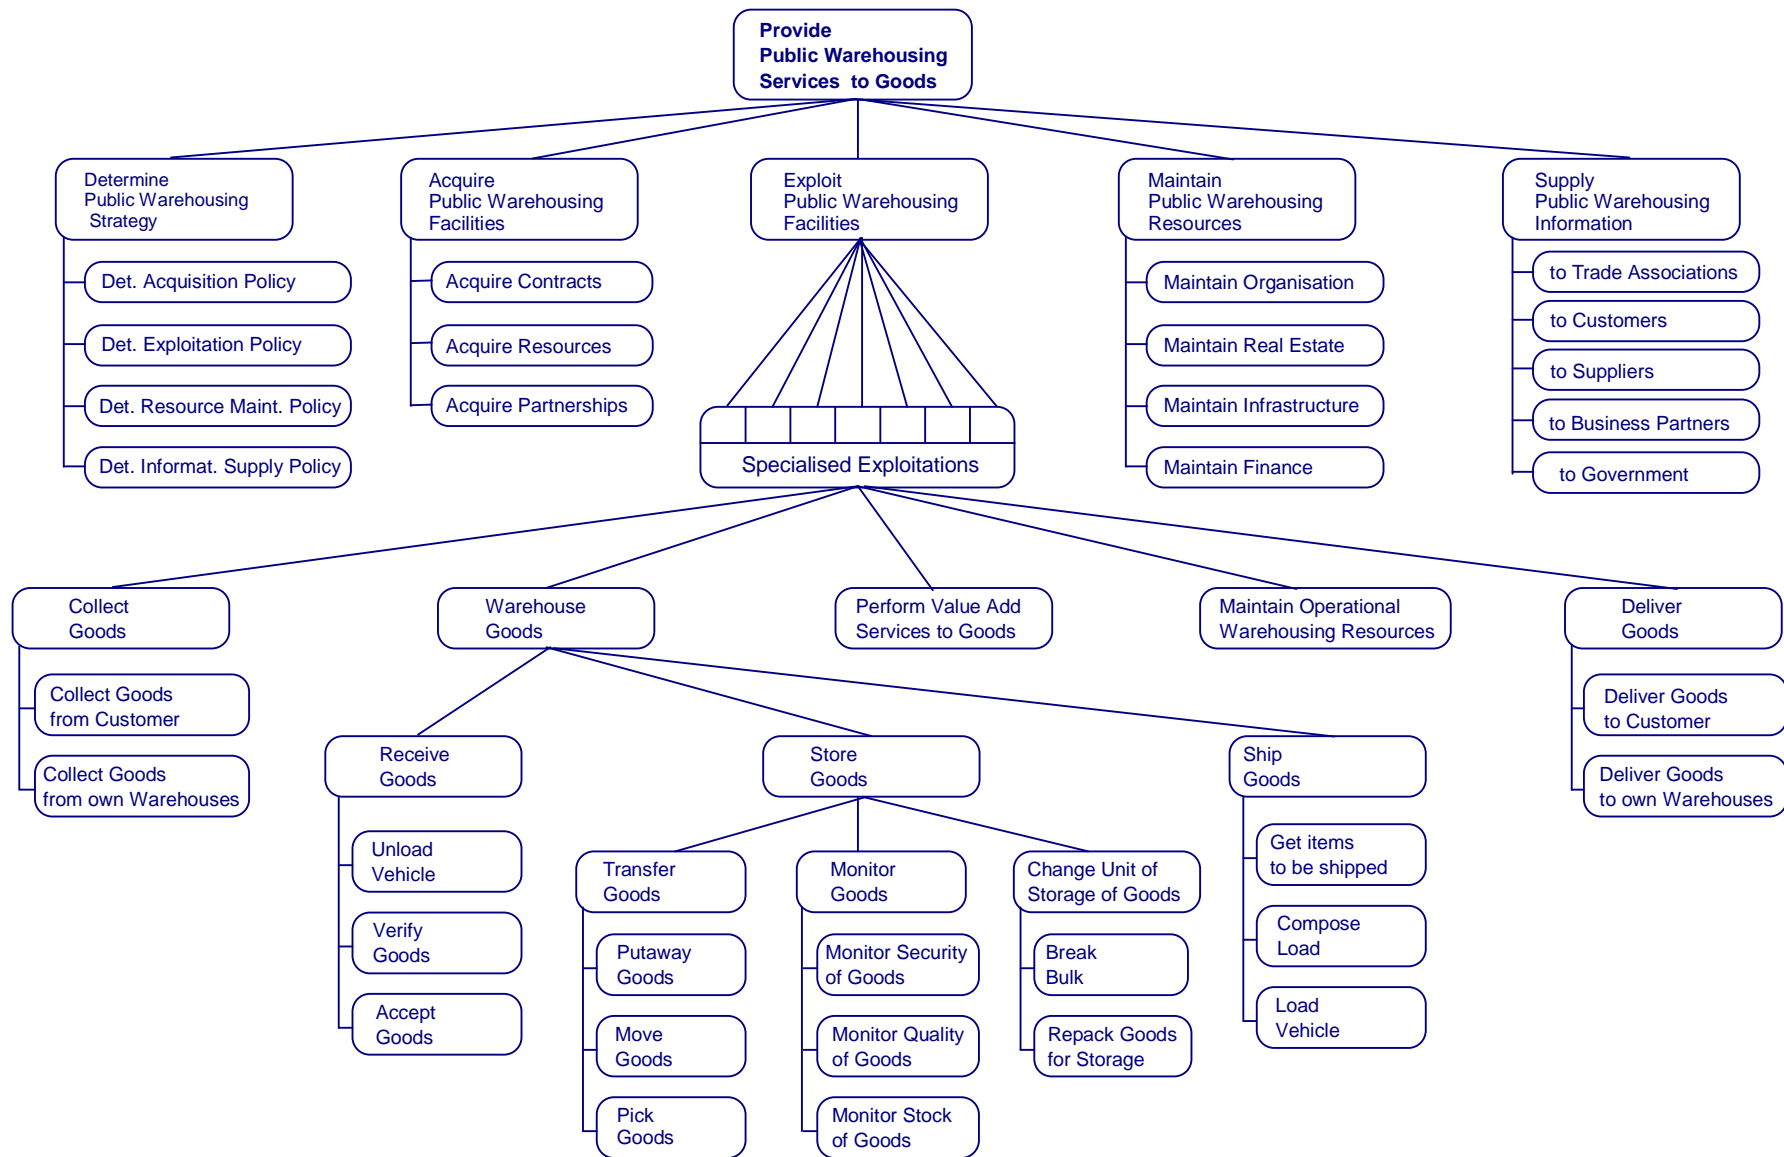 Provide
Public Warehousing
Services to Goods
Determine
Public Warehousing
Strategy
Acquire
Public Warehousing
Facilities
Exploit
Public Warehousing
Facilities
Maintain
Public Warehousing
Resources
Supply
Public Warehousing
Information
Det. Acquisition Policy
Det. Exploitation Policy
Det. Resource Maint. Policy
Det. Informat. Supply Policy
Acquire Contracts
Acquire Resources
Acquire Partnerships
Specialised Exploitations
Maintain Organisation
Maintain Real Estate
Maintain Infrastructure
Maintain Finance
to Trade Associations
to Customers
to Suppliers
to Business Partners
to Government
Collect
Goods
Warehouse
Goods
Perform Value Add
Services to Goods
Maintain Operational
Warehousing Resources
Deliver
Goods
Collect Goods
from Customer
Collect Goods
from own Warehouses
Deliver Goods
to Customer
Deliver Goods
to own Warehouses
Receive
Goods
Store
Goods
Ship
Goods
Unload
Vehicle
Verify
Goods
Accept
Goods
Transfer
Goods
Putaway
Goods
Move
Goods
Pick
Goods
Monitor
Goods
Monitor Security
of Goods
Monitor Quality
of Goods
Monitor Stock
of Goods
Change Unit of
Storage of Goods
Break
Bulk
Repack Goods
for Storage
Get items
to be shipped
Compose
Load
Load
Vehicle